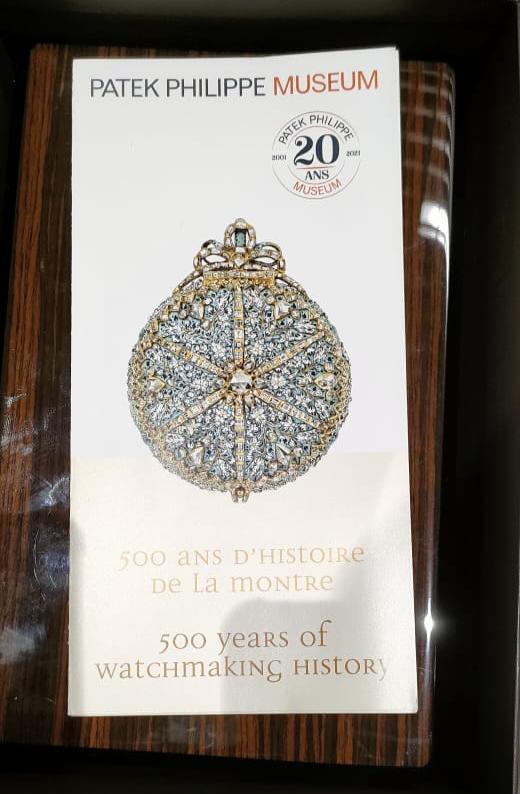 PATEK PHILIPPE MUSEUM
PATEK PHILIPPE
2001 20 2021
ANS
MUSEUM
500 ans d'histoire
de la montre
500 years of
watchmaking history